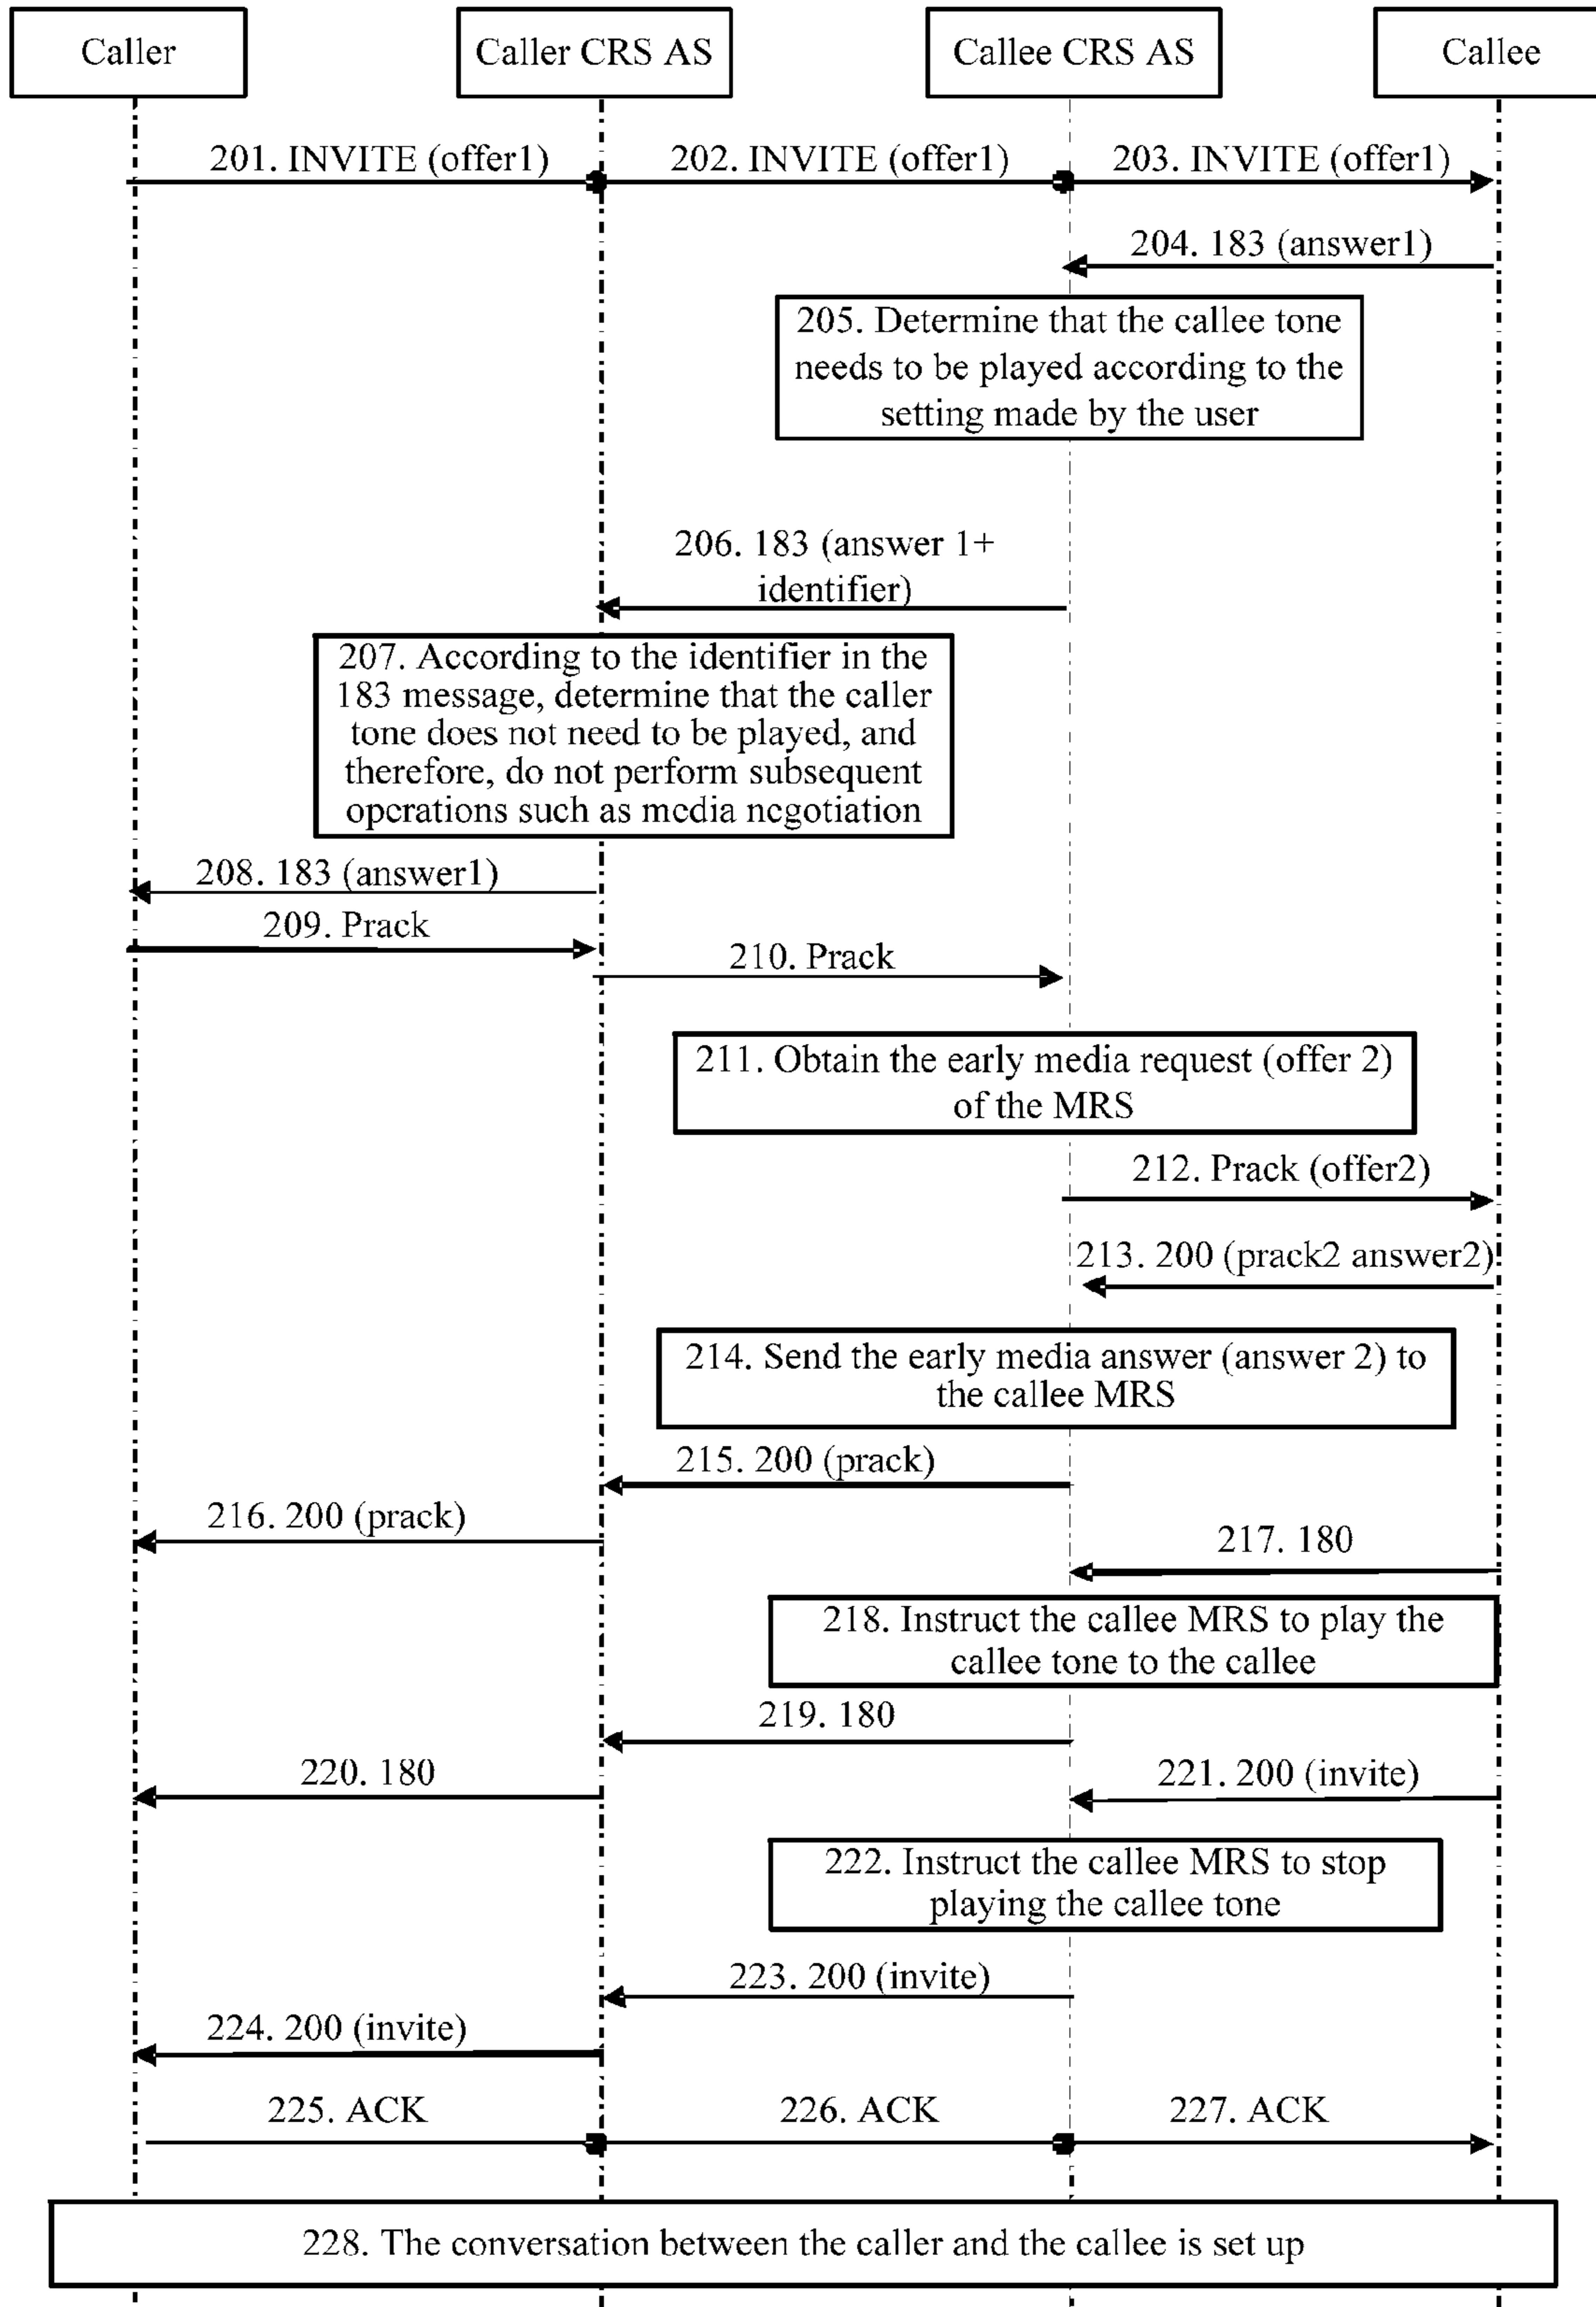 Caller
Caller CRS AS
Callee CRS AS
Callee
201. INVITE (offer1)
202. INVITE (offer1)
203. INVITE (offer1)
204. 183 (answer1)
205. Determine that the callee tone
needs to be played according to the
setting made by the user
206. 183 (answer 1+
identifier)
207. According to the identifier in the
183 message, determine that the caller
tone does not need to be played, and
therefore, do not perform subsequent
operations such as media negotiation
208. 183 (answer1)
209. Prack
210. Prack
211. Obtain the early media request (offer 2)
of the MRS
212. Prack (offer2)
213. 200 (prack2 answer2)
214. Send the early media answer (answer 2) to
the callee MRS
215. 200 (prack)
216. 200 (prack)
217. 180
218. Instruct the callee MRS to play the
callee tone to the callee
219. 180
220. 180
221. 200 (invite)
222. Instruct the callee MRS to stop
playing the callee tone
223. 200 (invite)
224. 200 (invite)
225. ACK
226. ACK
227. ACK
228. The conversation between the caller and the callee is set up